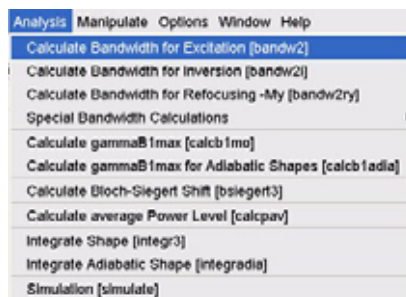 Analysis Manipulate Options Window Help
Calculate Bandwidth for Excitation [bandw2]
Calculate Bandwidth for Inversion [bandw2i]
Calculate Bandwidth for Refocusing -My [bandw2ry]
Special Bandwidth Calculations
Calculate gammaB1max [calcb1mo]
Calculate gammaB1max for Adiabatic Shapes [calcb1adia]
Calculate Bloch-Siegert Shift [bsiegert3]
Calculate average Power Level [calcpav]
Integrate Shape [integr3]
Integrate Adiabatic Shape [integradia]
Simulation [simulate]